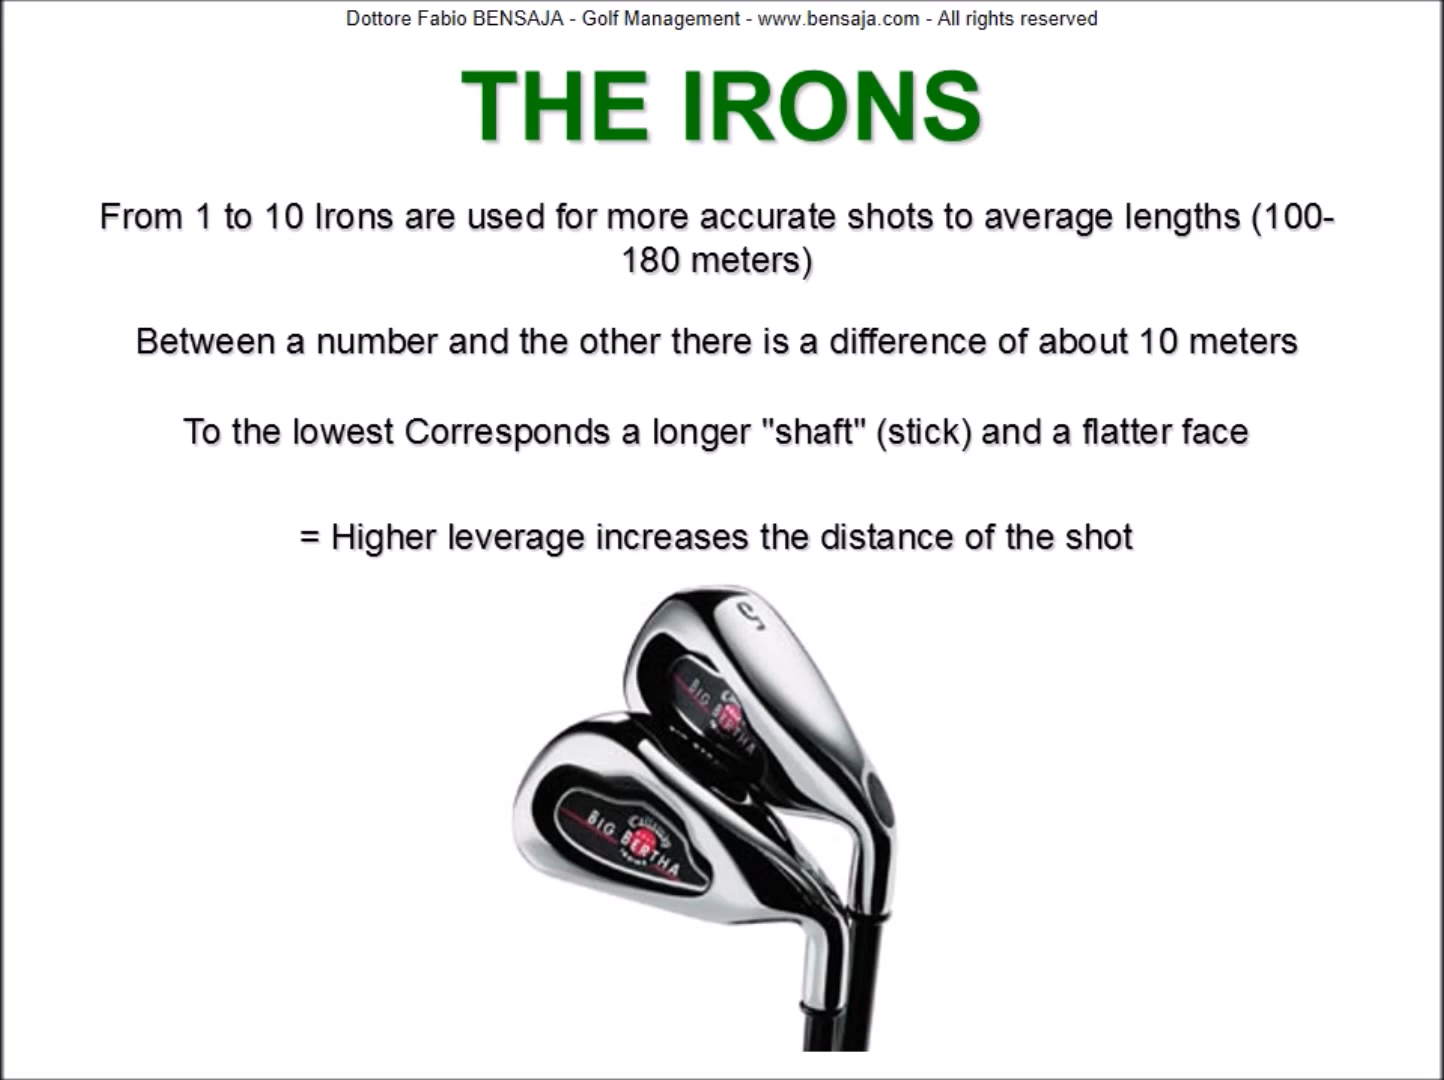 Dottore Fabio BENSAJA - Golf Management - www.bensaja.com - All rights reserved
THE IRONS
From 1 to 10 Irons are used for more accurate shots to average lengths (100-
180 meters)
Between a number and the other there is a difference of about 10 meters
To the lowest Corresponds a longer "shaft" (stick) and a flatter face
= Higher leverage increases the distance of the shot
5
BIG BERTHA
Callaway
BIG BERTHA